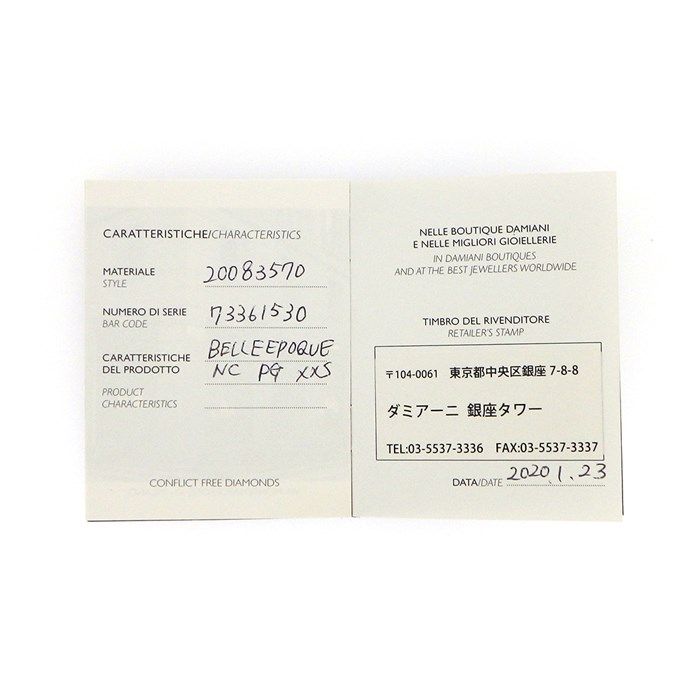 CARATTERISTICHE/CHARACTERISTICS
MATERIALE 20083570
STYLE
NUMERO DI SERIE 73361530
BAR CODE
CARATTERISTICHE BELLE EPOQUE
DEL PRODOTTO NC PG XXS
PRODUCT
CHARACTERISTICS
CONFLICT FREE DIAMONDS
NELLE BOUTIQUE DAMIANI
E NELLE MIGLIORI GIOIELLERIE
IN DAMIANI BOUTIQUES
AND AT THE BEST JEWELLERS WORLDWIDE
TIMBRO DEL RIVENDITORE
RETAILER'S STAMP
〒104-0061 東京都中央区銀座 7-8-8
ダミアーニ 銀座タワー
TEL:03-5537-3336 FAX:03-5537-3337
DATA/DATE 2020.1.23